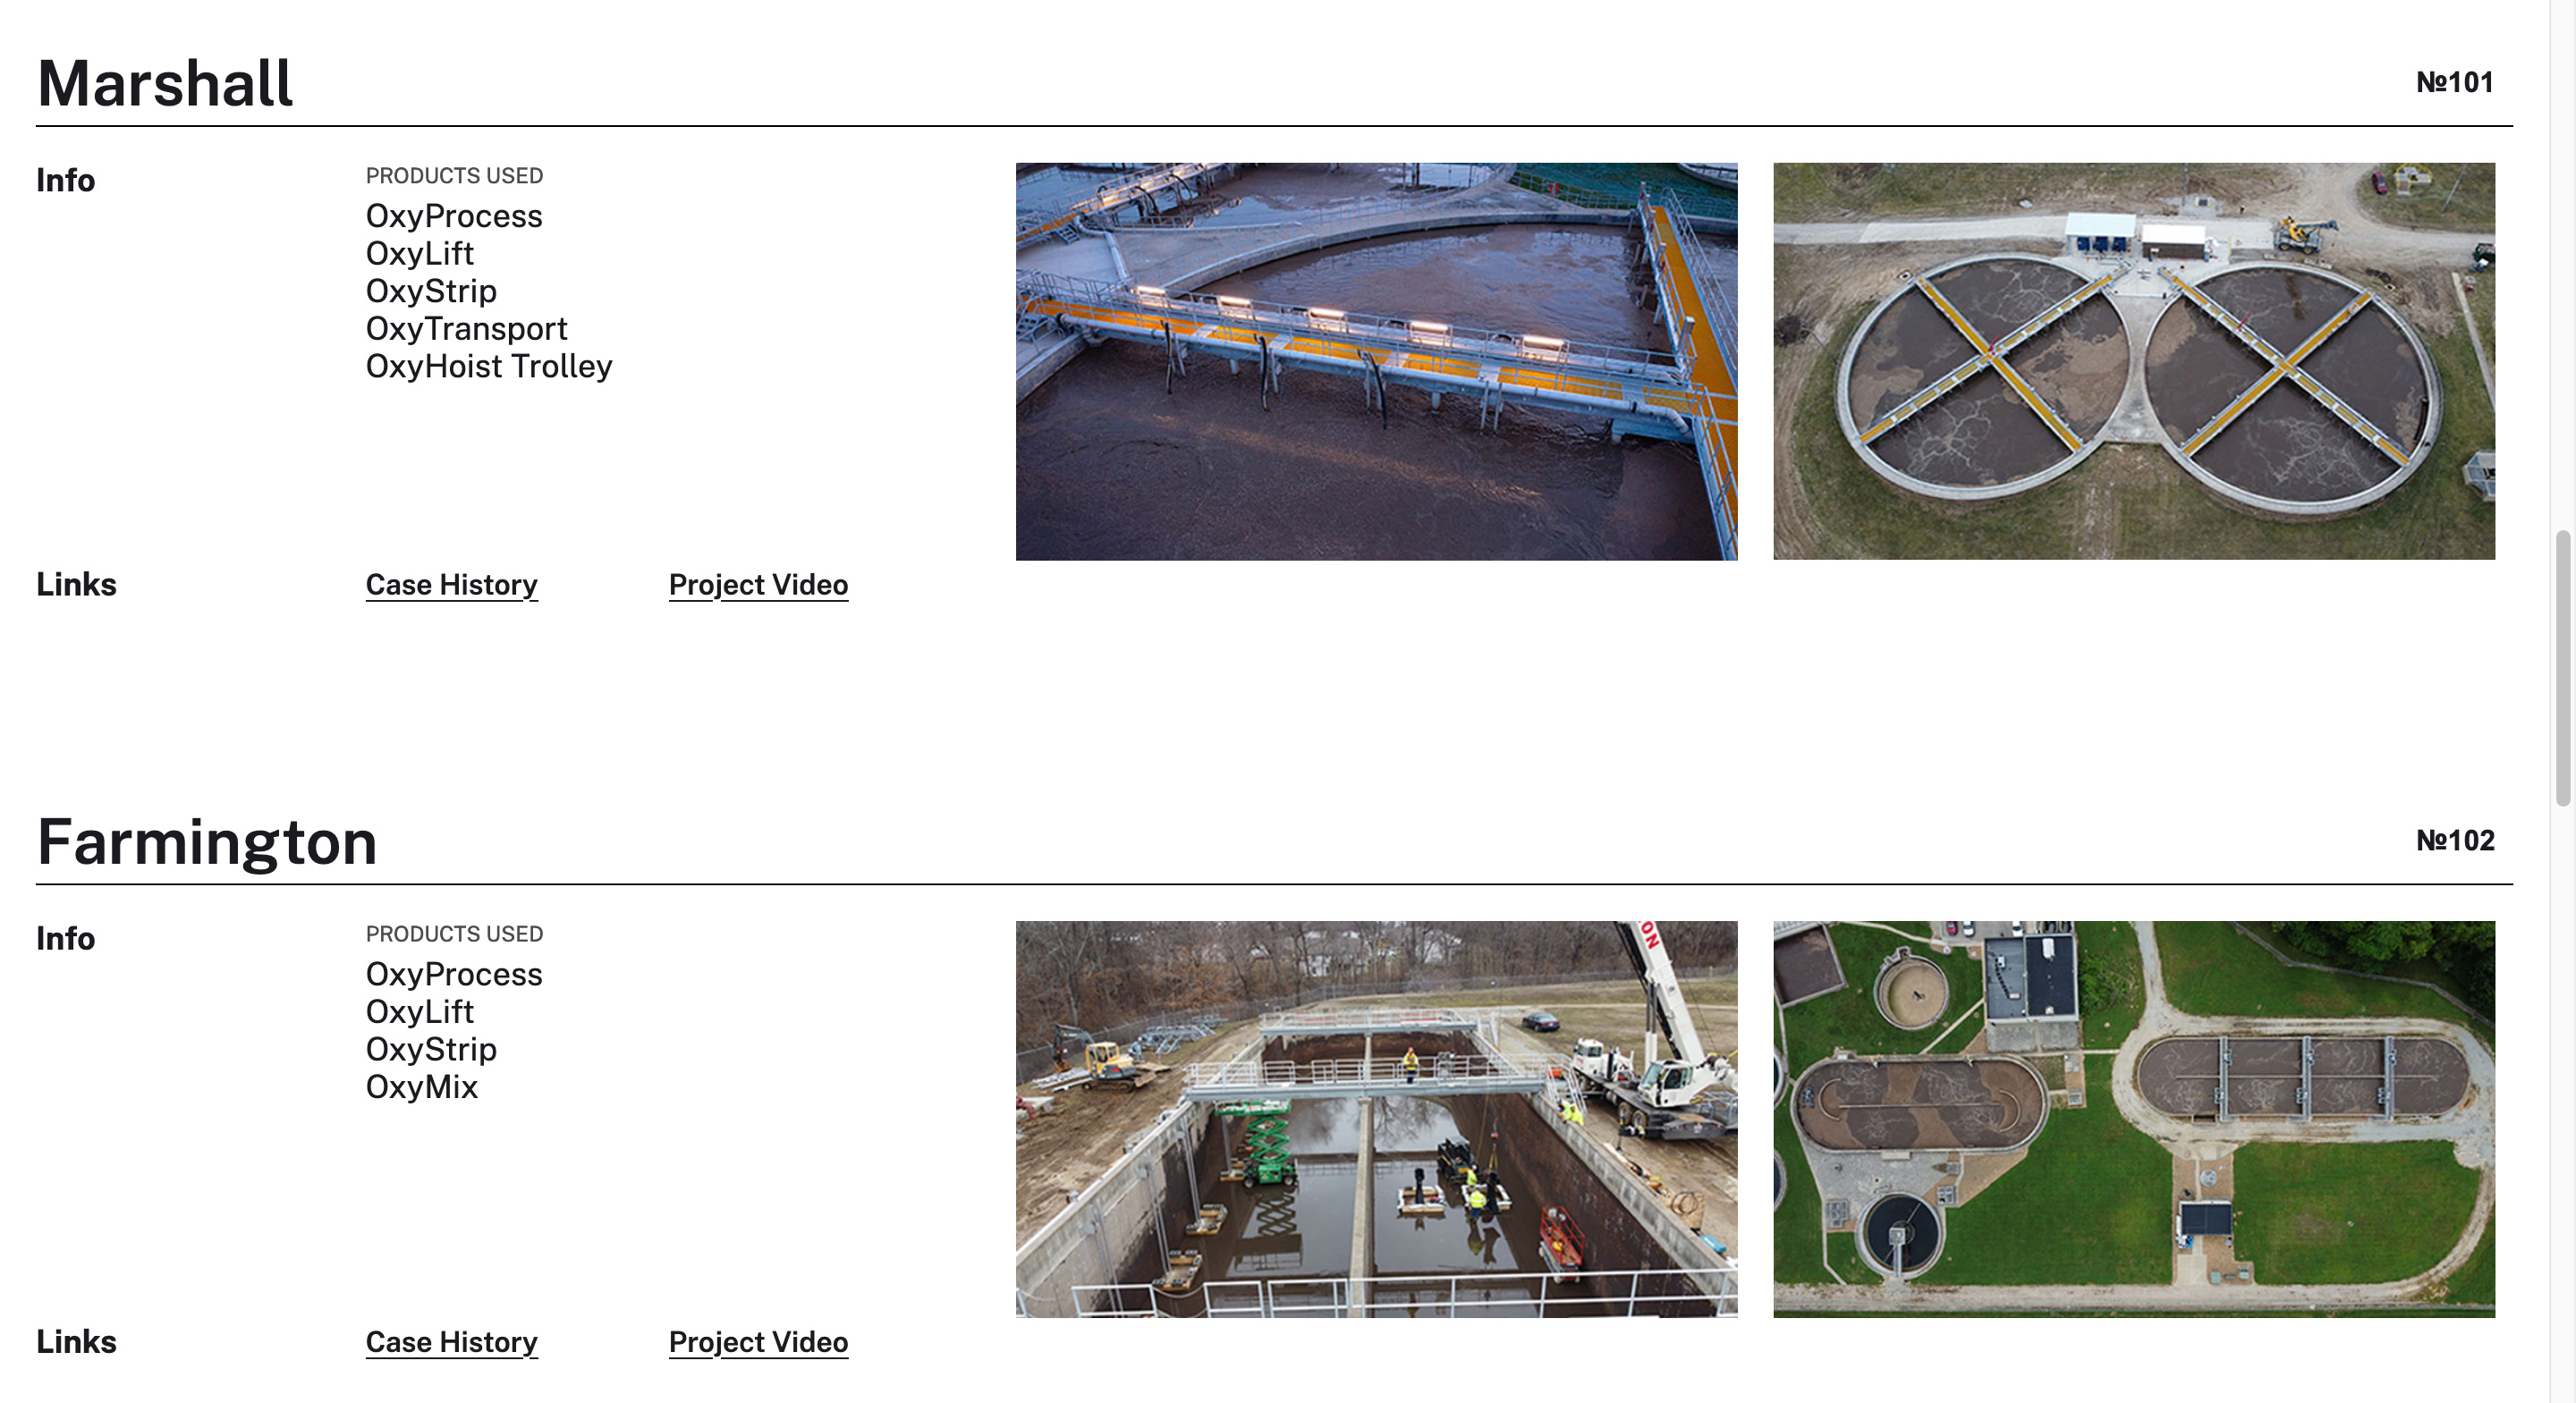 Marshall
№101
Info
PRODUCTS USED
OxyProcess
OxyLift
OxyStrip
OxyTransport
OxyHoist Trolley
Links
Case History
Project Video
Farmington
№102
Info
PRODUCTS USED
OxyProcess
OxyLift
OxyStrip
OxyMix
ON
Links
Case History
Project Video